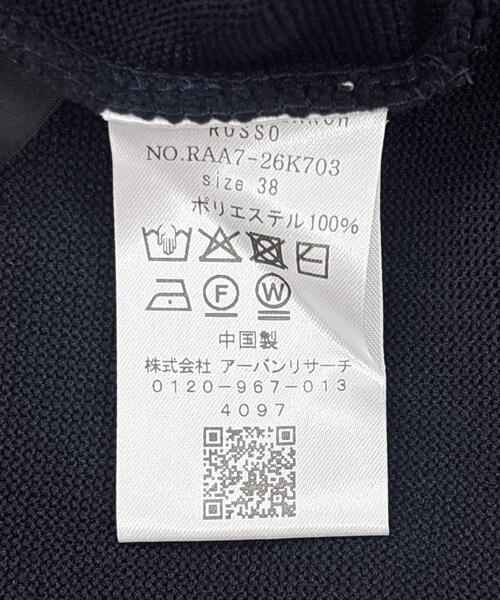 ROSSO
NO.RAA7-26K703
size 38
ポリエステル100%
F
W
中国製
株式会社 アーバンリサーチ
0120-967-013
4097